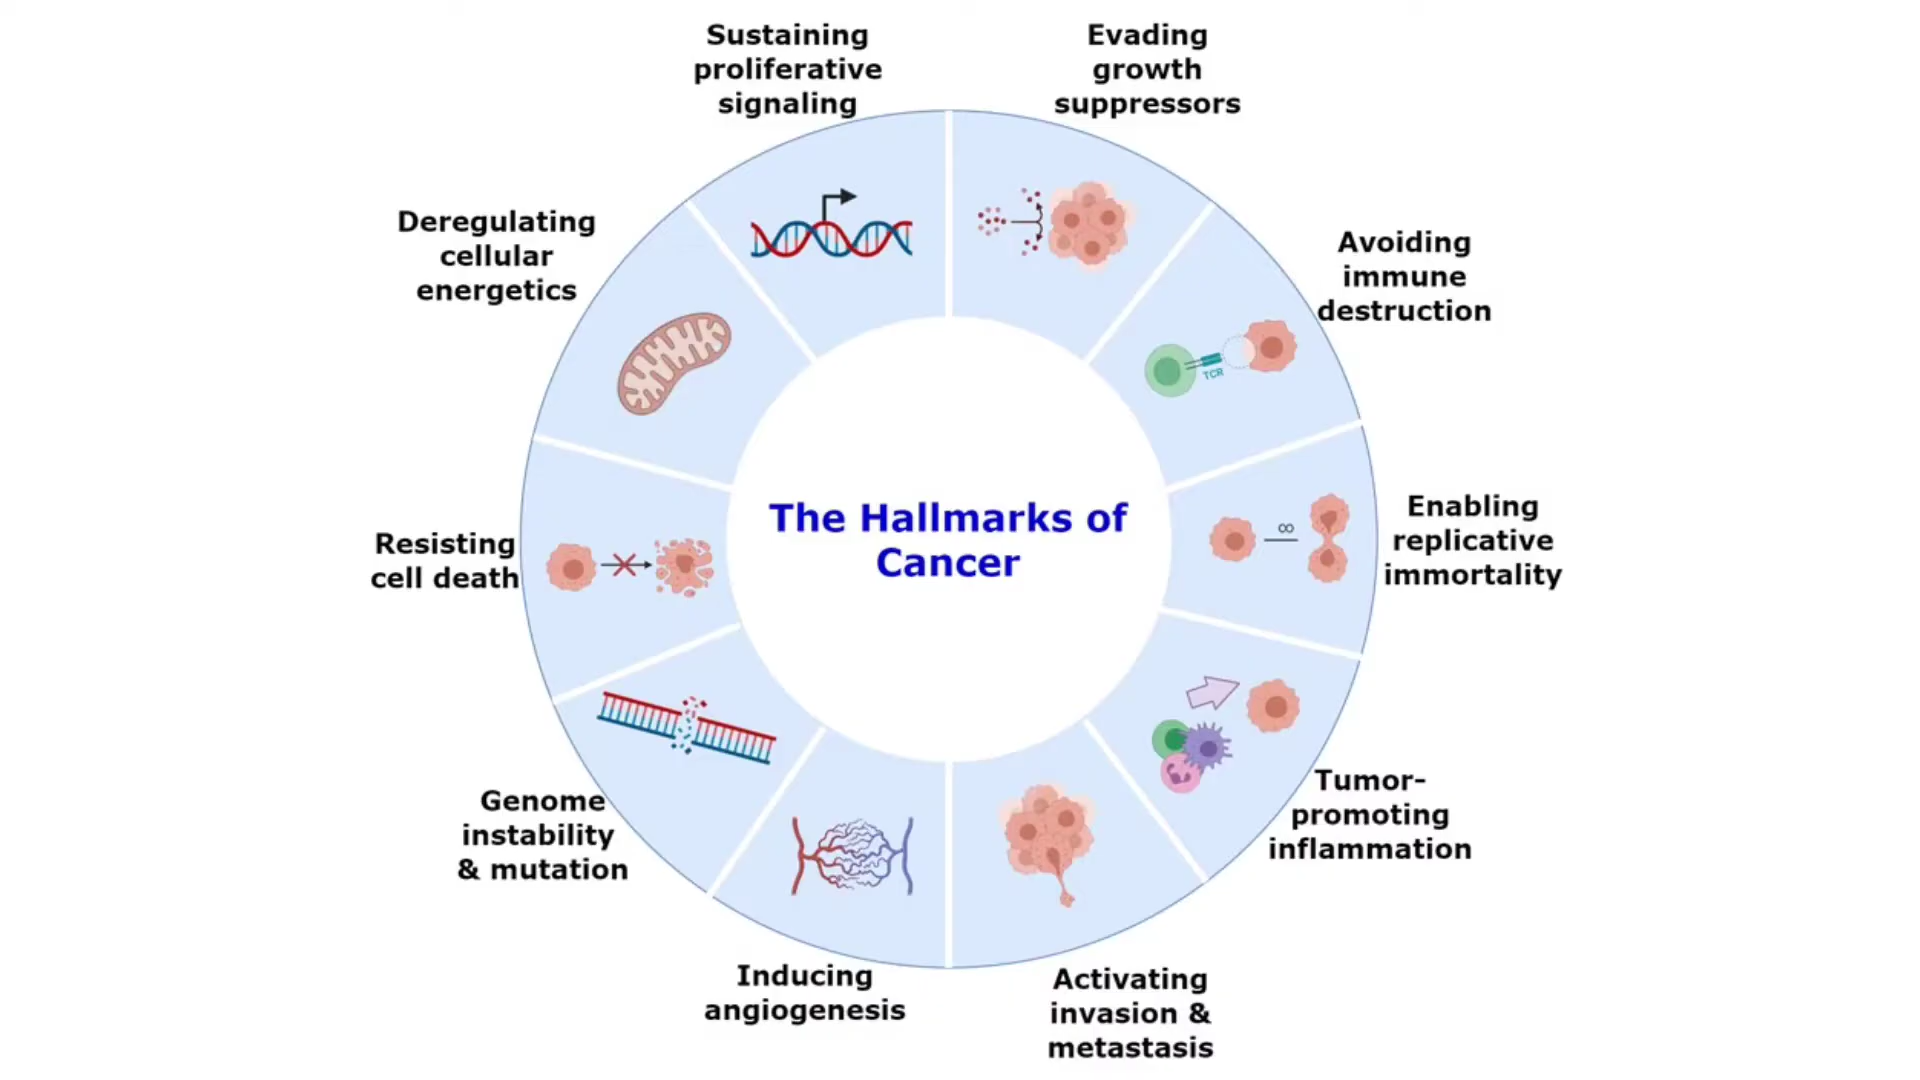 Sustaining
proliferative
signaling
Evading
growth
suppressors
Deregulating
cellular
energetics
Avoiding
immune
destruction
TCR
The Hallmarks of
Cancer
Resisting
cell death
∞
Enabling
replicative
immortality
Genome
instability
& mutation
Tumor-
promoting
inflammation
Inducing
angiogenesis
Activating
invasion &
metastasis